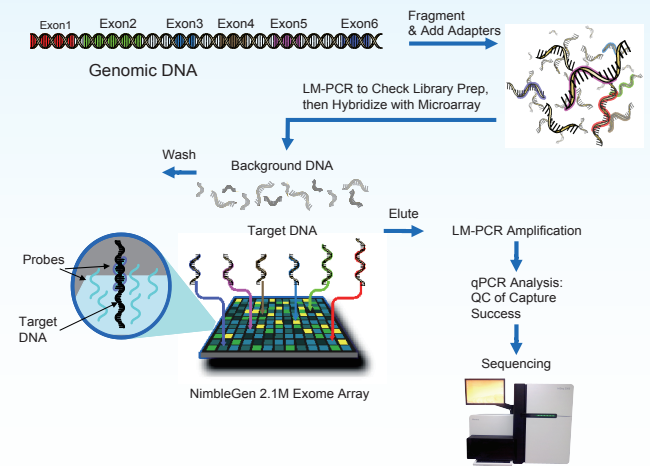 Exon1 Exon2 Exon3 Exon4 Exon5 Exon6
Genomic DNA
Fragment
& Add Adapters
LM-PCR to Check Library Prep,
then Hybridize with Microarray
Wash
Background DNA
Target DNA
Elute
LM-PCR Amplification
Probes
Target
DNA
qPCR Analysis:
QC of Capture
Success
Sequencing
NimbleGen 2.1M Exome Array